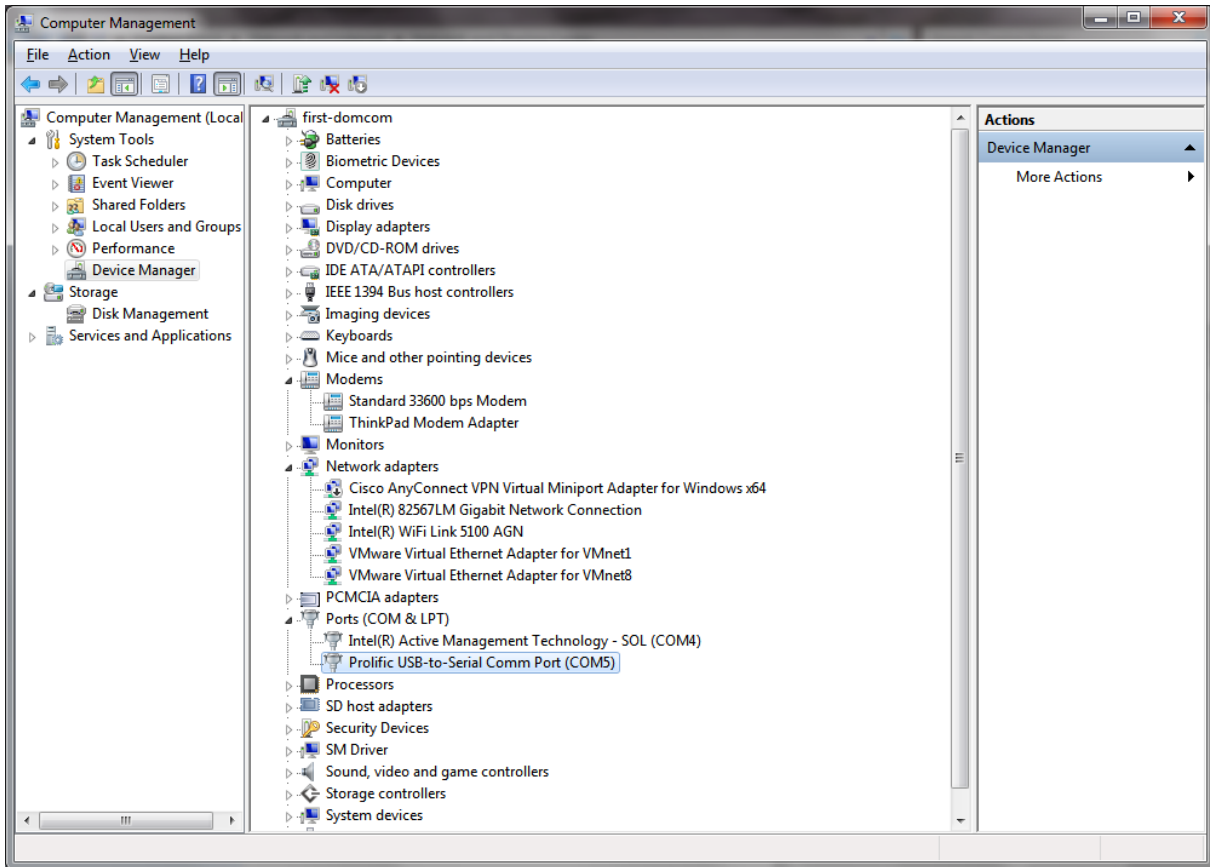 Computer Management
File Action View Help
Computer Management (Local
System Tools
Task Scheduler
Event Viewer
Shared Folders
Local Users and Groups
Performance
Device Manager
Storage
Disk Management
Services and Applications
first-domcom
Batteries
Biometric Devices
Computer
Disk drives
Display adapters
DVD/CD-ROM drives
IDE ATA/ATAPI controllers
IEEE 1394 Bus host controllers
Imaging devices
Keyboards
Mice and other pointing devices
Modems
Standard 33600 bps Modem
ThinkPad Modem Adapter
Monitors
Network adapters
Cisco AnyConnect VPN Virtual Miniport Adapter for Windows x64
Intel(R) 82567LM Gigabit Network Connection
Intel(R) WiFi Link 5100 AGN
VMware Virtual Ethernet Adapter for VMnet1
VMware Virtual Ethernet Adapter for VMnet8
PCMCIA adapters
Ports (COM & LPT)
Intel(R) Active Management Technology - SOL (COM4)
Prolific USB-to-Serial Comm Port (COM5)
Processors
SD host adapters
Security Devices
SM Driver
Sound, video and game controllers
Storage controllers
System devices
Actions
Device Manager
More Actions